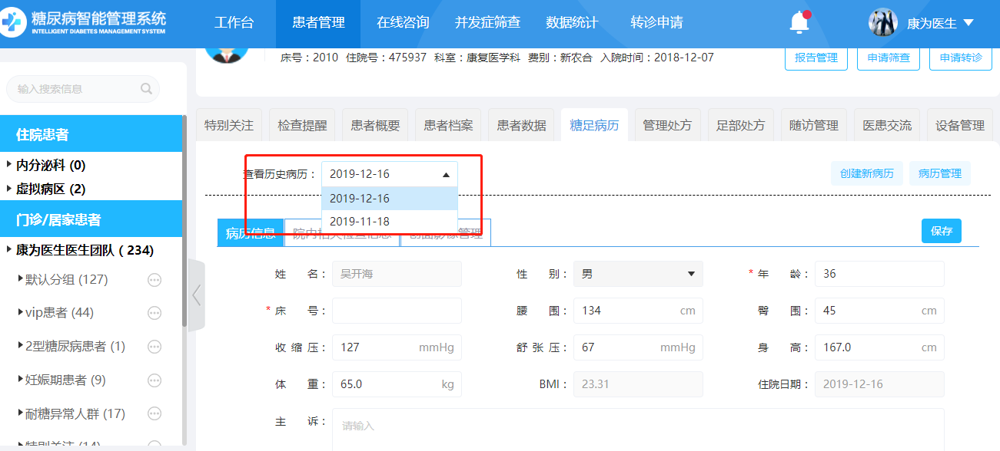 糖尿病智能管理系统
INTELLIGENT DIABETES MANAGEMENT SYSTEM
工作台 患者管理 在线咨询 并发症筛查 数据统计 转诊申请 康为医生
床号：2010 住院号：475937 科室：康复医学科 费别：新农合 入院时间：2018-12-07
报告管理 申请筛查 申请转诊
输入搜索信息
住院患者
内分泌科 (0)
虚拟病区 (2)
门诊/居家患者
康为医生医生团队 ( 234)
默认分组 (127)
vip患者 (44)
2型糖尿病患者 (1)
妊娠期患者 (9)
耐糖异常人群 (17)
特别关注 (14)
特别关注 检查提醒 患者概要 患者档案 患者数据 糖足病历 管理处方 足部处方 随访管理 医患交流 设备管理
查看历史病历： 2019-12-16
2019-12-16
2019-11-18
创建新病历 病历管理
病历信息 院内相关检查信息 创面影像管理
保存
姓 名： 吴开海 性 别： 男 * 年 龄： 36
* 床 号： 腰 围： 134 cm 臀 围： 45 cm
收缩压： 127 mmHg 舒张压： 67 mmHg 身 高： 167.0 cm
体 重： 65.0 kg BMI： 23.31 住院日期： 2019-12-16
主 诉： 请输入